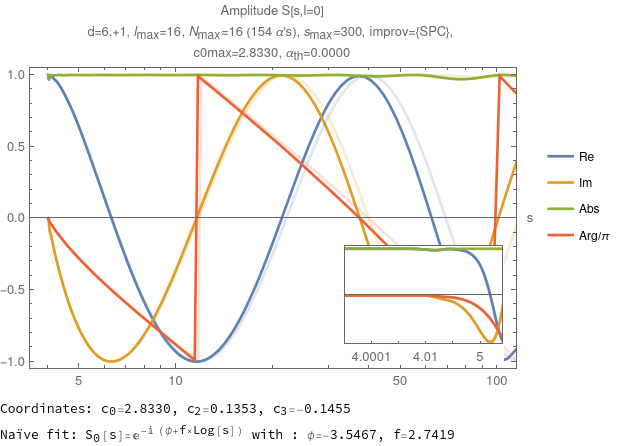 Amplitude S[s,l=0]
d=6.+1, lmax=16, Nmax=16 (154 α's), smax=300, improv={SPC},
c0max=2.8330, αth=0.0000
1.0
0.5
0.0
−0.5
−1.0
5
10
50
100
s
Re
Im
Abs
Arg/π
4.0001
4.01
5
Coordinates: c0=2.8330, c2=0.1353, c3=−0.1455
Naïve fit: S0[s]=e^−i (ϕ+f×Log[s]) with : ϕ=−3.5467, f=2.7419